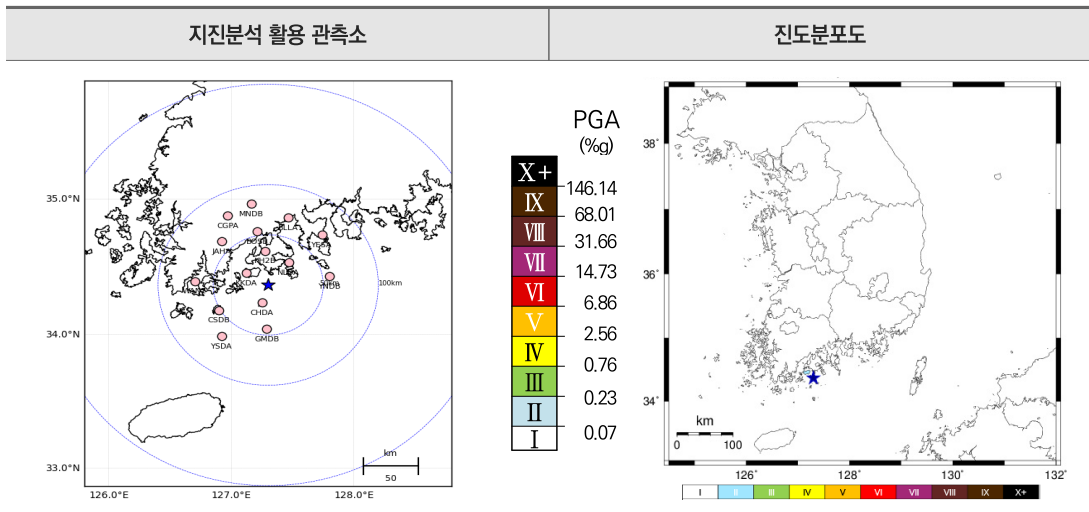 지진분석 활용 관측소
진도분포도
35.0°N
34.0°N
33.0°N
126.0°E
127.0°E
128.0°E
MNDB
CGPA
JAHA
YKDA
CHDA
CSDB
GMDB
YSDA
100km
km
50
PGA
(%g)
X+
Ⅸ
Ⅷ
Ⅶ
Ⅵ
Ⅴ
Ⅳ
Ⅲ
Ⅱ
Ⅰ
146.14
68.01
31.66
14.73
6.86
2.56
0.76
0.23
0.07
38°
36°
34°
km
0 100
126° 128° 130° 132°
I II III IV V VI VII VIII IX X+